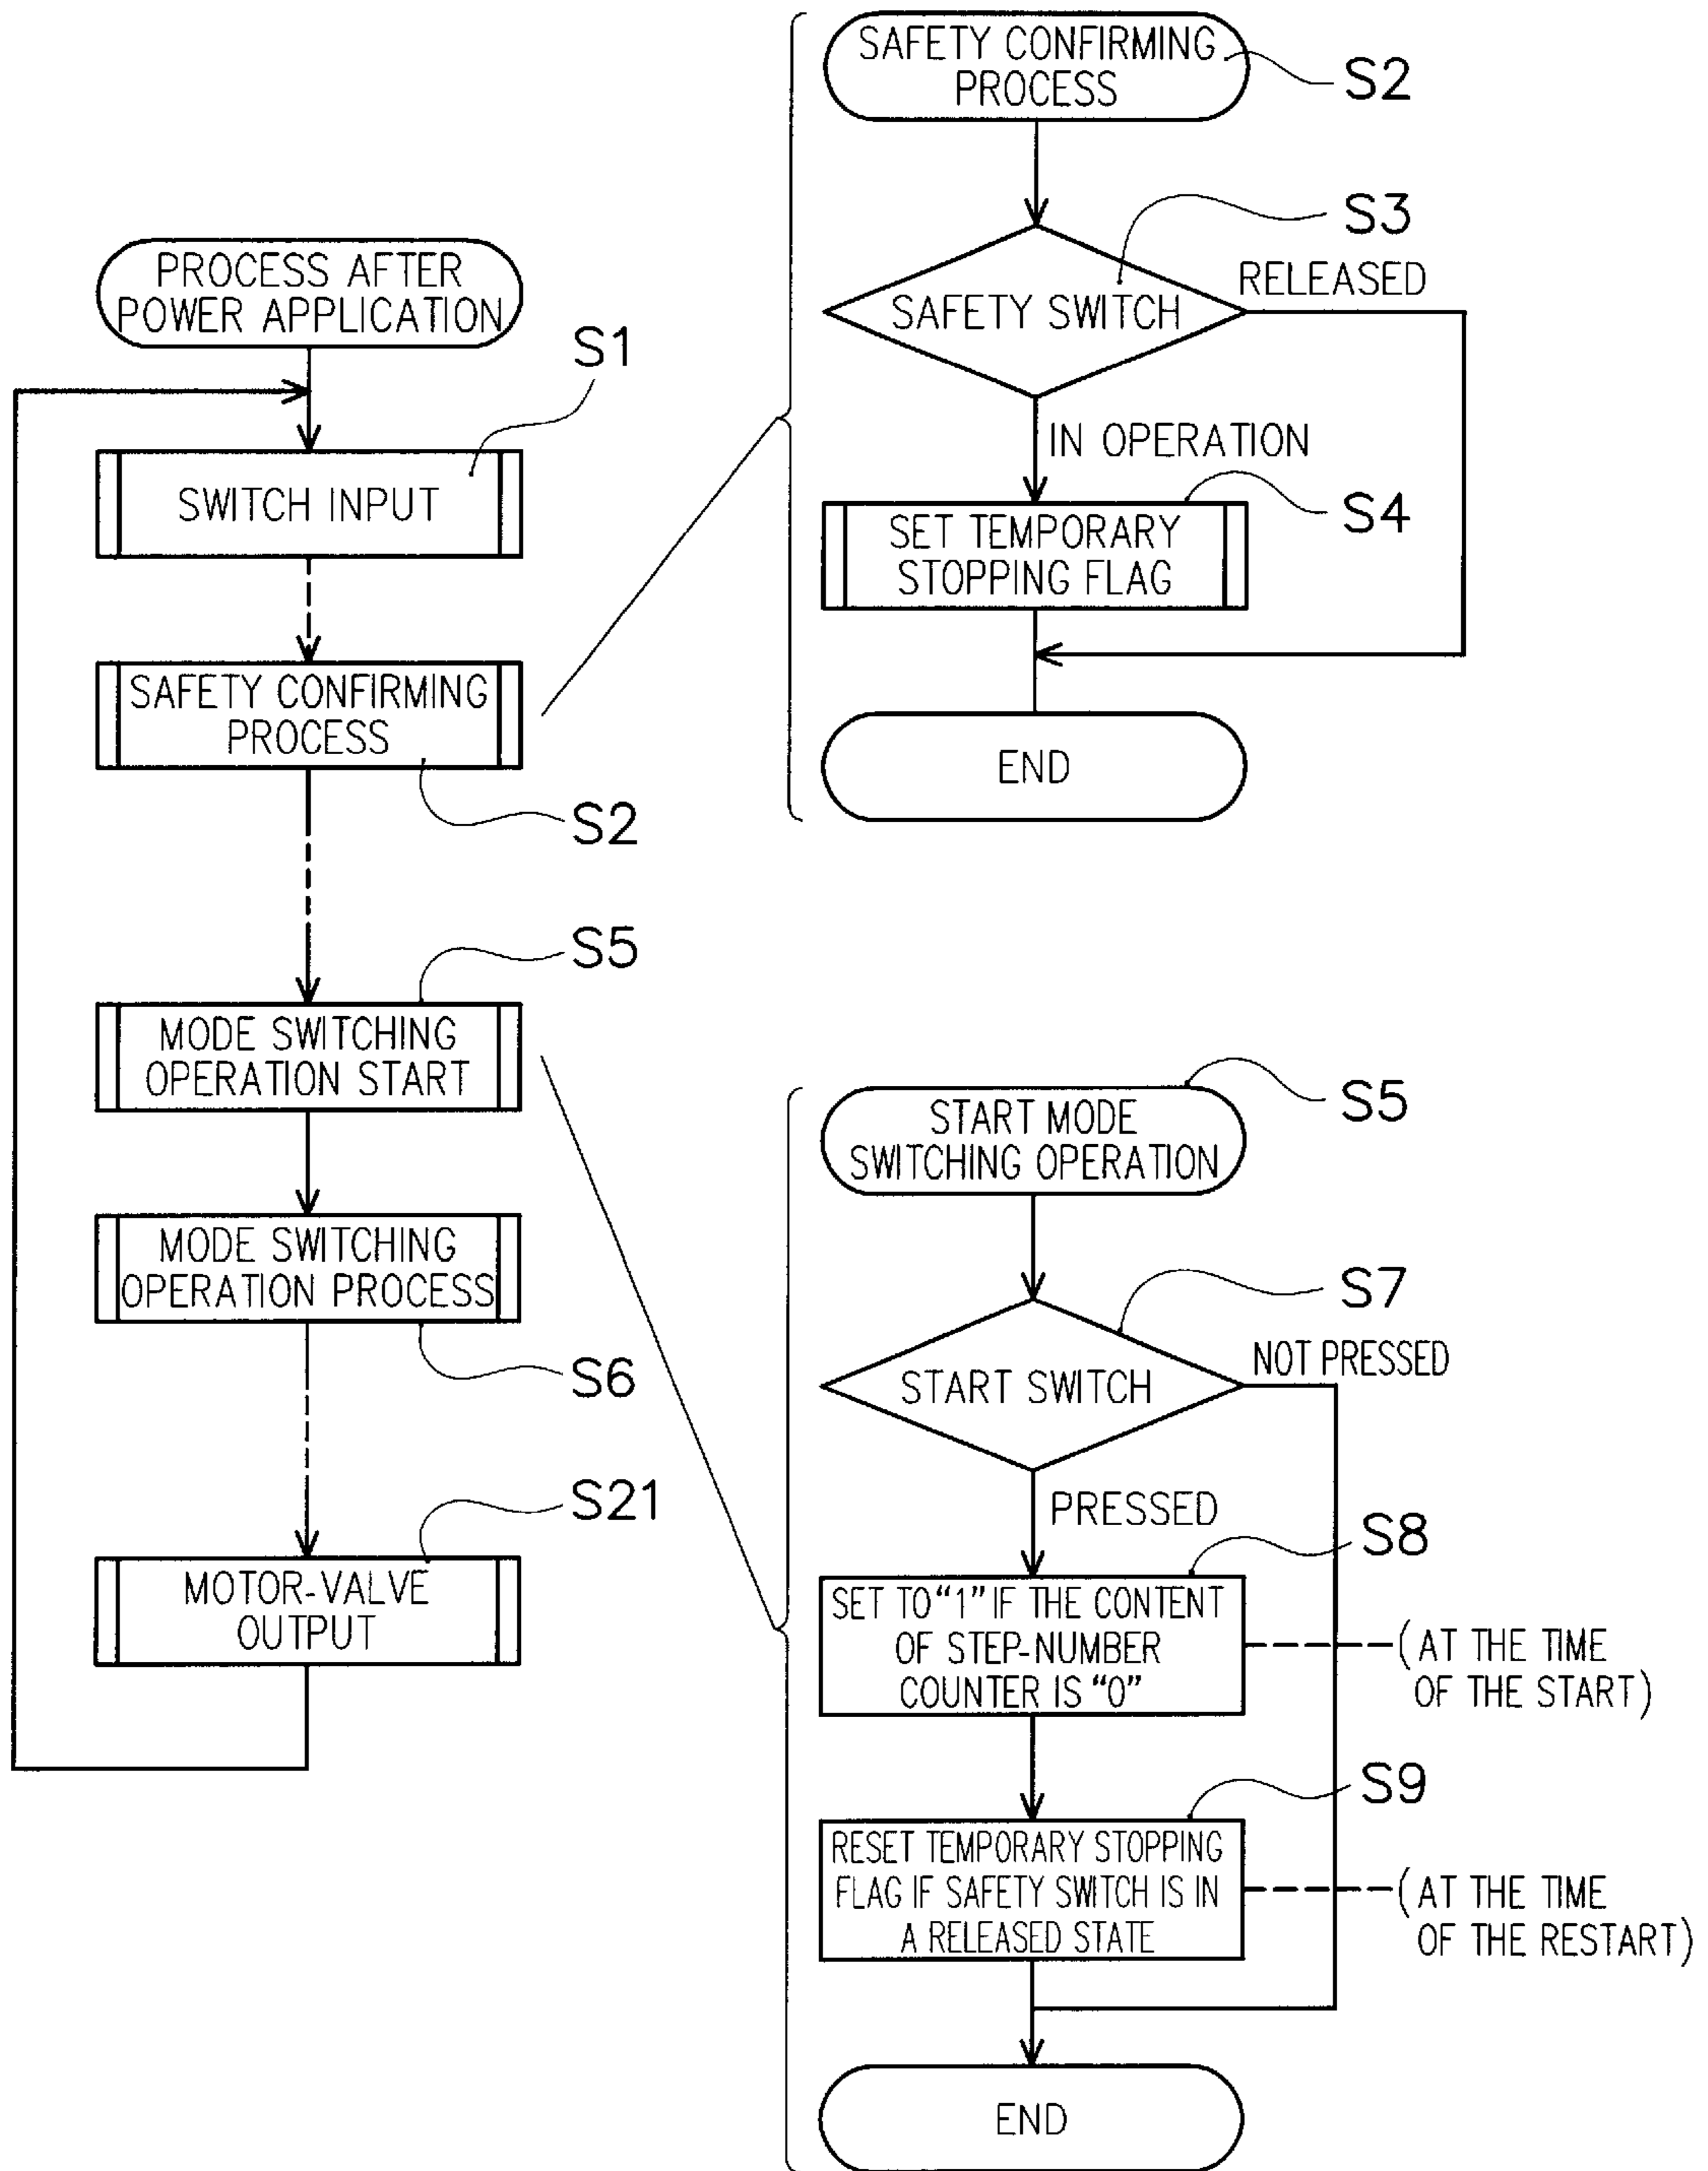 PROCESS AFTER
POWER APPLICATION
S1
SWITCH INPUT
SAFETY CONFIRMING
PROCESS
S2
S5
MODE SWITCHING
OPERATION START
MODE SWITCHING
OPERATION PROCESS
S6
S21
MOTOR-VALVE
OUTPUT
SAFETY CONFIRMING
PROCESS
S2
S3
RELEASED
SAFETY SWITCH
IN OPERATION
S4
SET TEMPORARY
STOPPING FLAG
END
S5
START MODE
SWITCHING OPERATION
S7
NOT PRESSED
START SWITCH
PRESSED
S8
SET TO "1" IF THE CONTENT
OF STEP-NUMBER
COUNTER IS "0"
(AT THE TIME
OF THE START)
S9
RESET TEMPORARY STOPPING
FLAG IF SAFETY SWITCH IS IN
A RELEASED STATE
(AT THE TIME
OF THE RESTART)
END